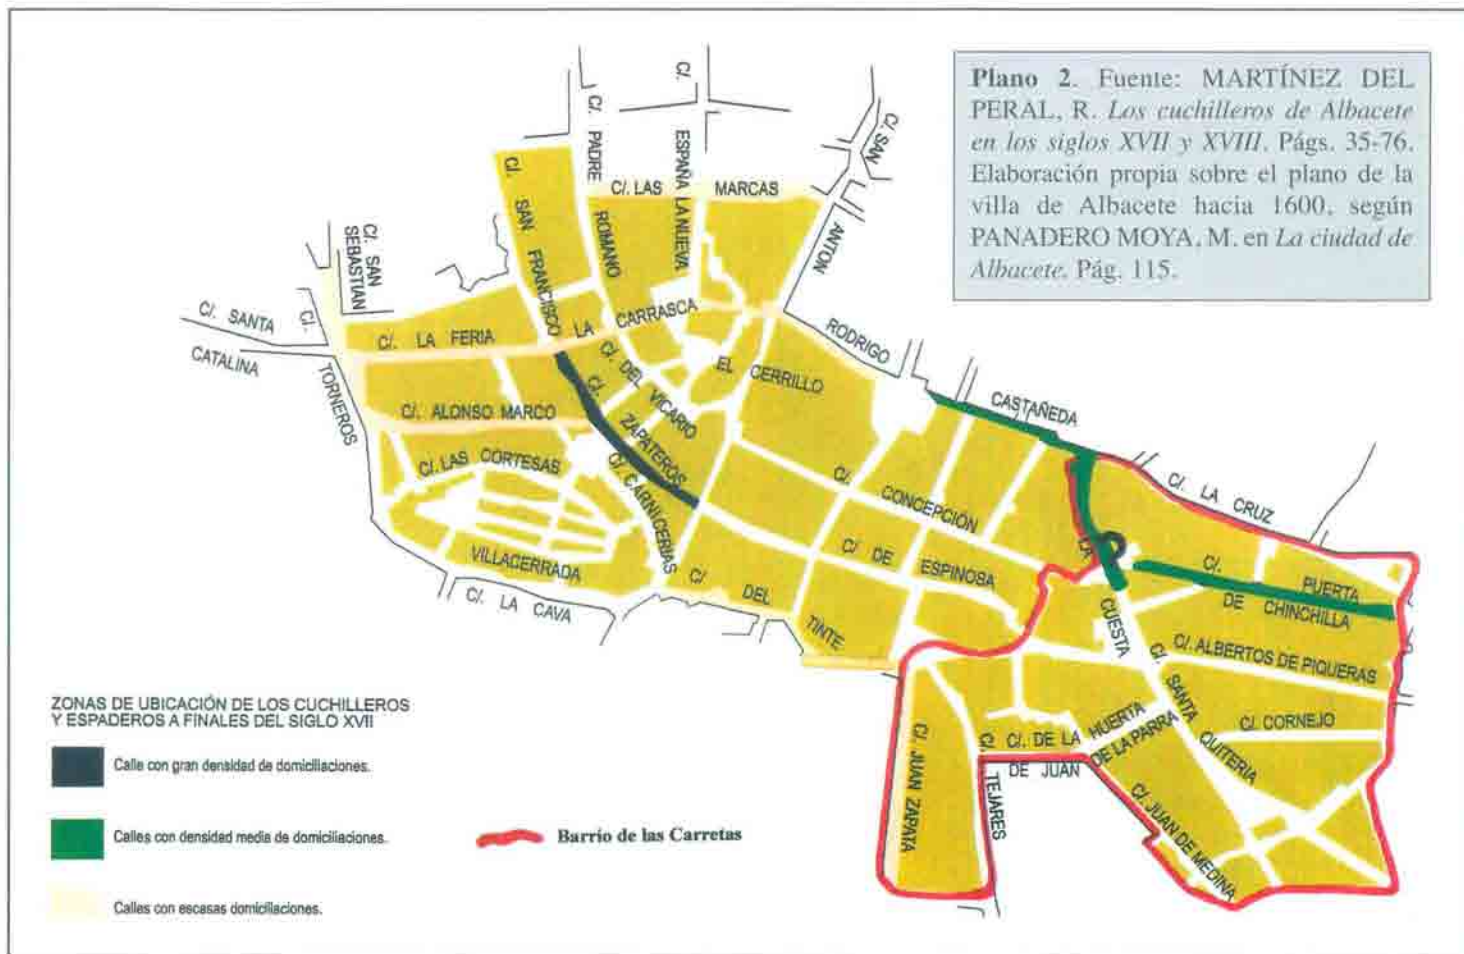 Plano 2. Fuente: MARTÍNEZ DEL
PERAL, R. Los cuchilleros de Albacete
en los siglos XVII y XVIII. Págs. 35-76.
Elaboración propia sobre el plano de la
villa de Albacete hacia 1600, según
PANADERO MOYA, M. en La ciudad de
Albacete. Pág. 115.
C/. SAN FRANCISCO
C/. PADRE ROMANO
C/. ESPAÑA LA NUEVA
C/. LAS MARCAS
C/. SAN ANTON
C/. SAN SEBASTIAN
C/. SANTA CATALINA
C/. TORNEROS
C/. LA FERIA
LA CARRASCA
C/. ALONSO MARCO
C/. DEL VICARIO
EL CERRILLO
RODRIGO CASTAÑEDA
C/. ZAPATEROS
C/. LAS CORTESAS
C/. CARNICERIAS
VILLACERRADA
C/. LA CAVA
C/. CONCEPCIÓN
C/ DE ESPINOSA
C/ DEL TINTE
C/. LA CRUZ
LA CUESTA
C/. PUERTA DE CHINCHILLA
C/. ALBERTOS DE PIQUERAS
C/. SANTA QUITERIA
C/. CORNEJO
C/. DE LA HUERTA DE LA PARRA
DE JUAN
C/. TEJARES
C/. JUAN ZAPATA
C/. JUAN DE MEDINA
ZONAS DE UBICACIÓN DE LOS CUCHILLEROS
Y ESPADEROS A FINALES DEL SIGLO XVII
Calle con gran densidad de domiciliaciones.
Calles con densidad media de domiciliaciones.
Calles con escasas domiciliaciones.
Barrio de las Carretas